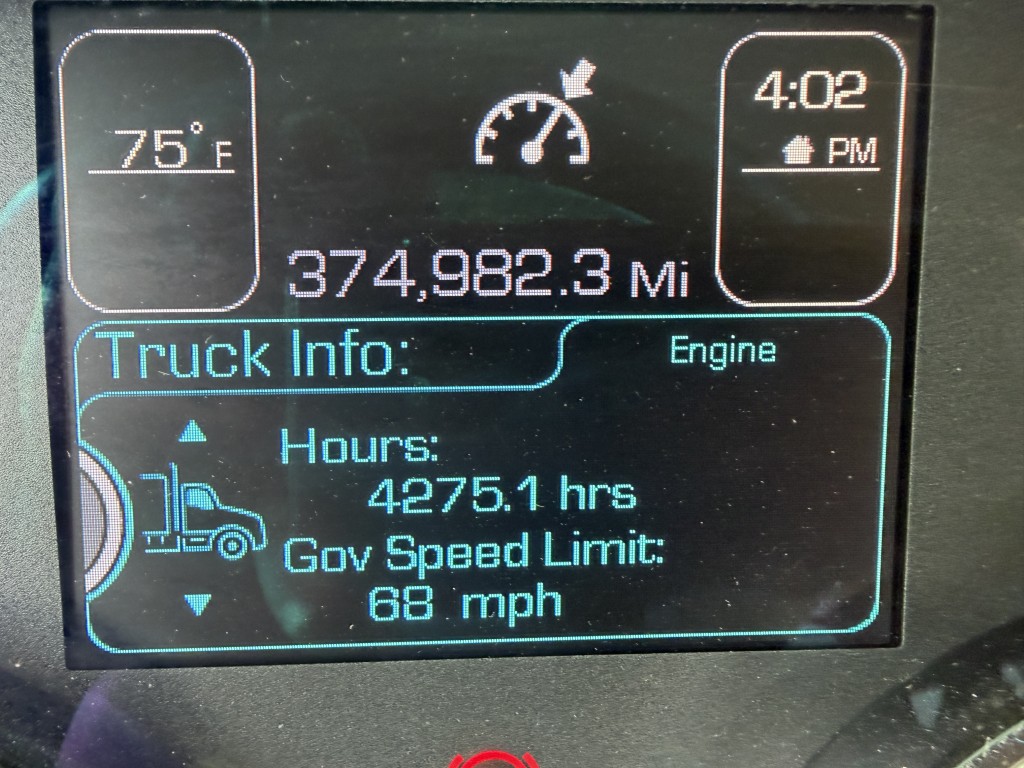 75° F
4:02
PM
374,982.3 Mi
Truck Info:
Engine
Hours:
4275.1 hrs
Gov Speed Limit:
68 mph